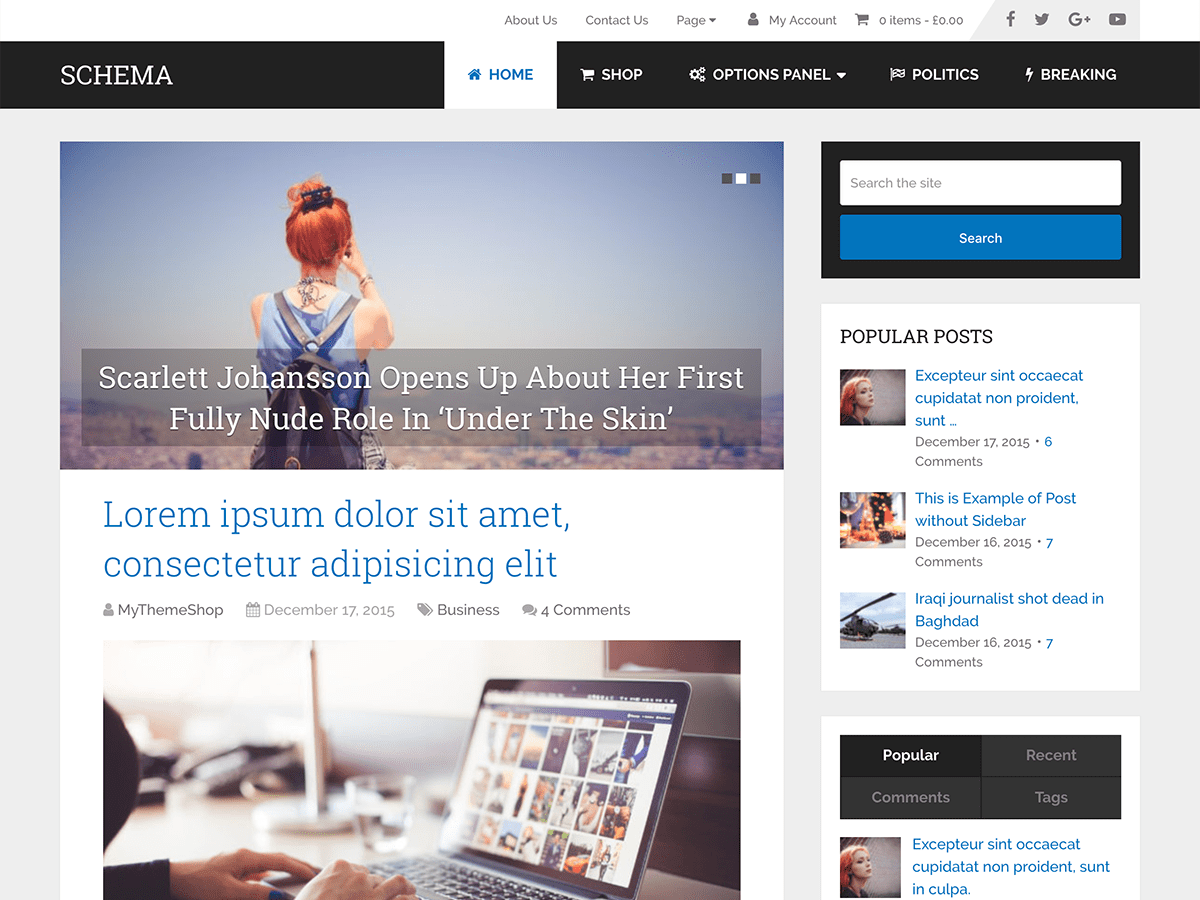 About Us Contact Us Page My Account 0 items - £0.00
SCHEMA
HOME SHOP OPTIONS PANEL POLITICS BREAKING
Scarlett Johansson Opens Up About Her First
Fully Nude Role In ‘Under The Skin’
Lorem ipsum dolor sit amet,
consectetur adipisicing elit
MyThemeShop December 17, 2015 Business 4 Comments
Search the site
Search
POPULAR POSTS
Excepteur sint occaecat
cupidatat non proident,
sunt ...
December 17, 2015 • 6
Comments
This is Example of Post
without Sidebar
December 16, 2015 • 7
Comments
Iraqi journalist shot dead in
Baghdad
December 16, 2015 • 7
Comments
Popular Recent
Comments Tags
Excepteur sint occaecat
cupidatat non proident, sunt
in culpa.